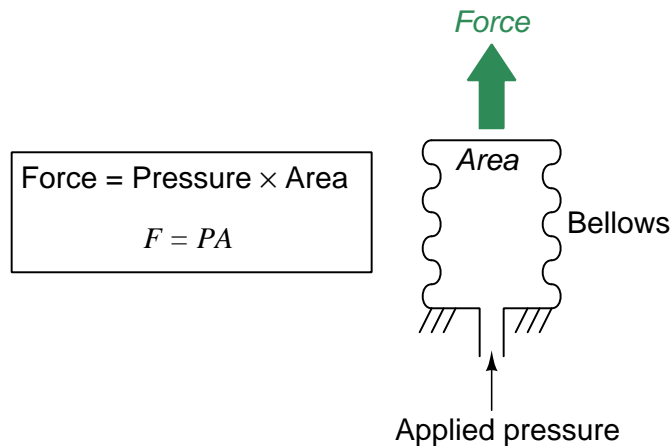 Force
Force = Pressure × Area
F = PA
Area
Bellows
Applied pressure